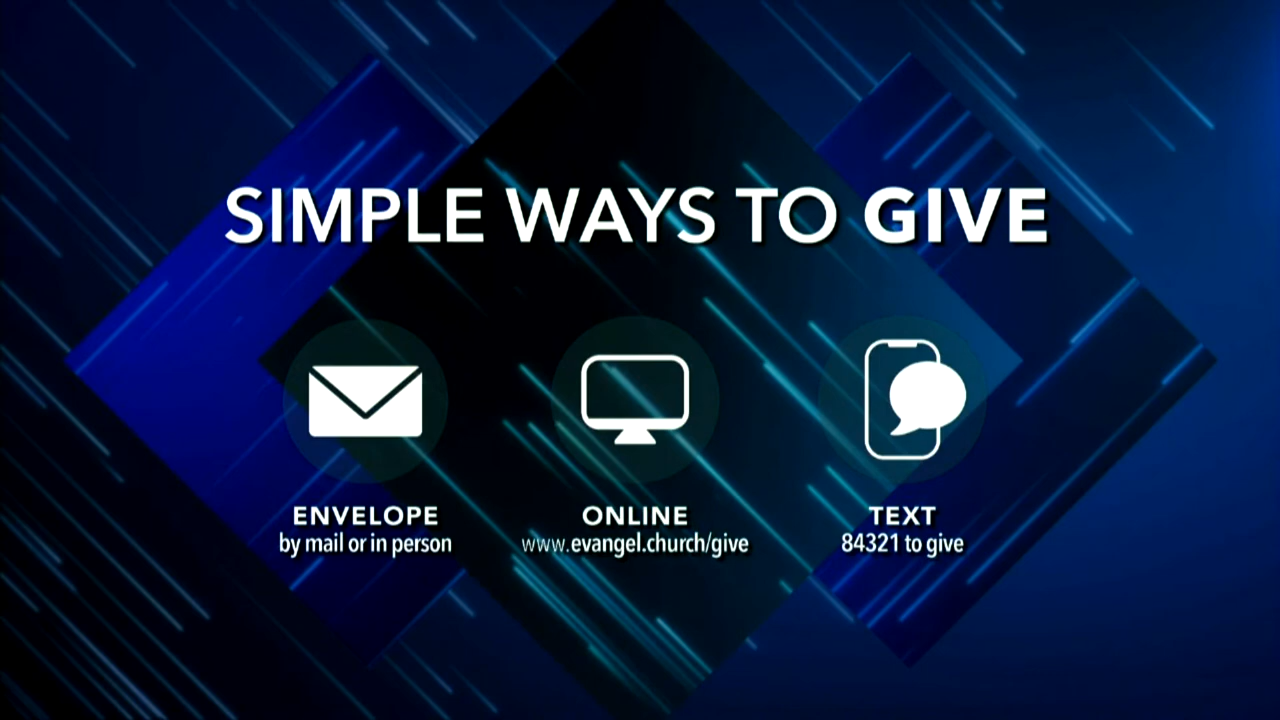 SIMPLE WAYS TO GIVE
ENVELOPE
by mail or in person
ONLINE
www.evangel.church/give
TEXT
84321 to give